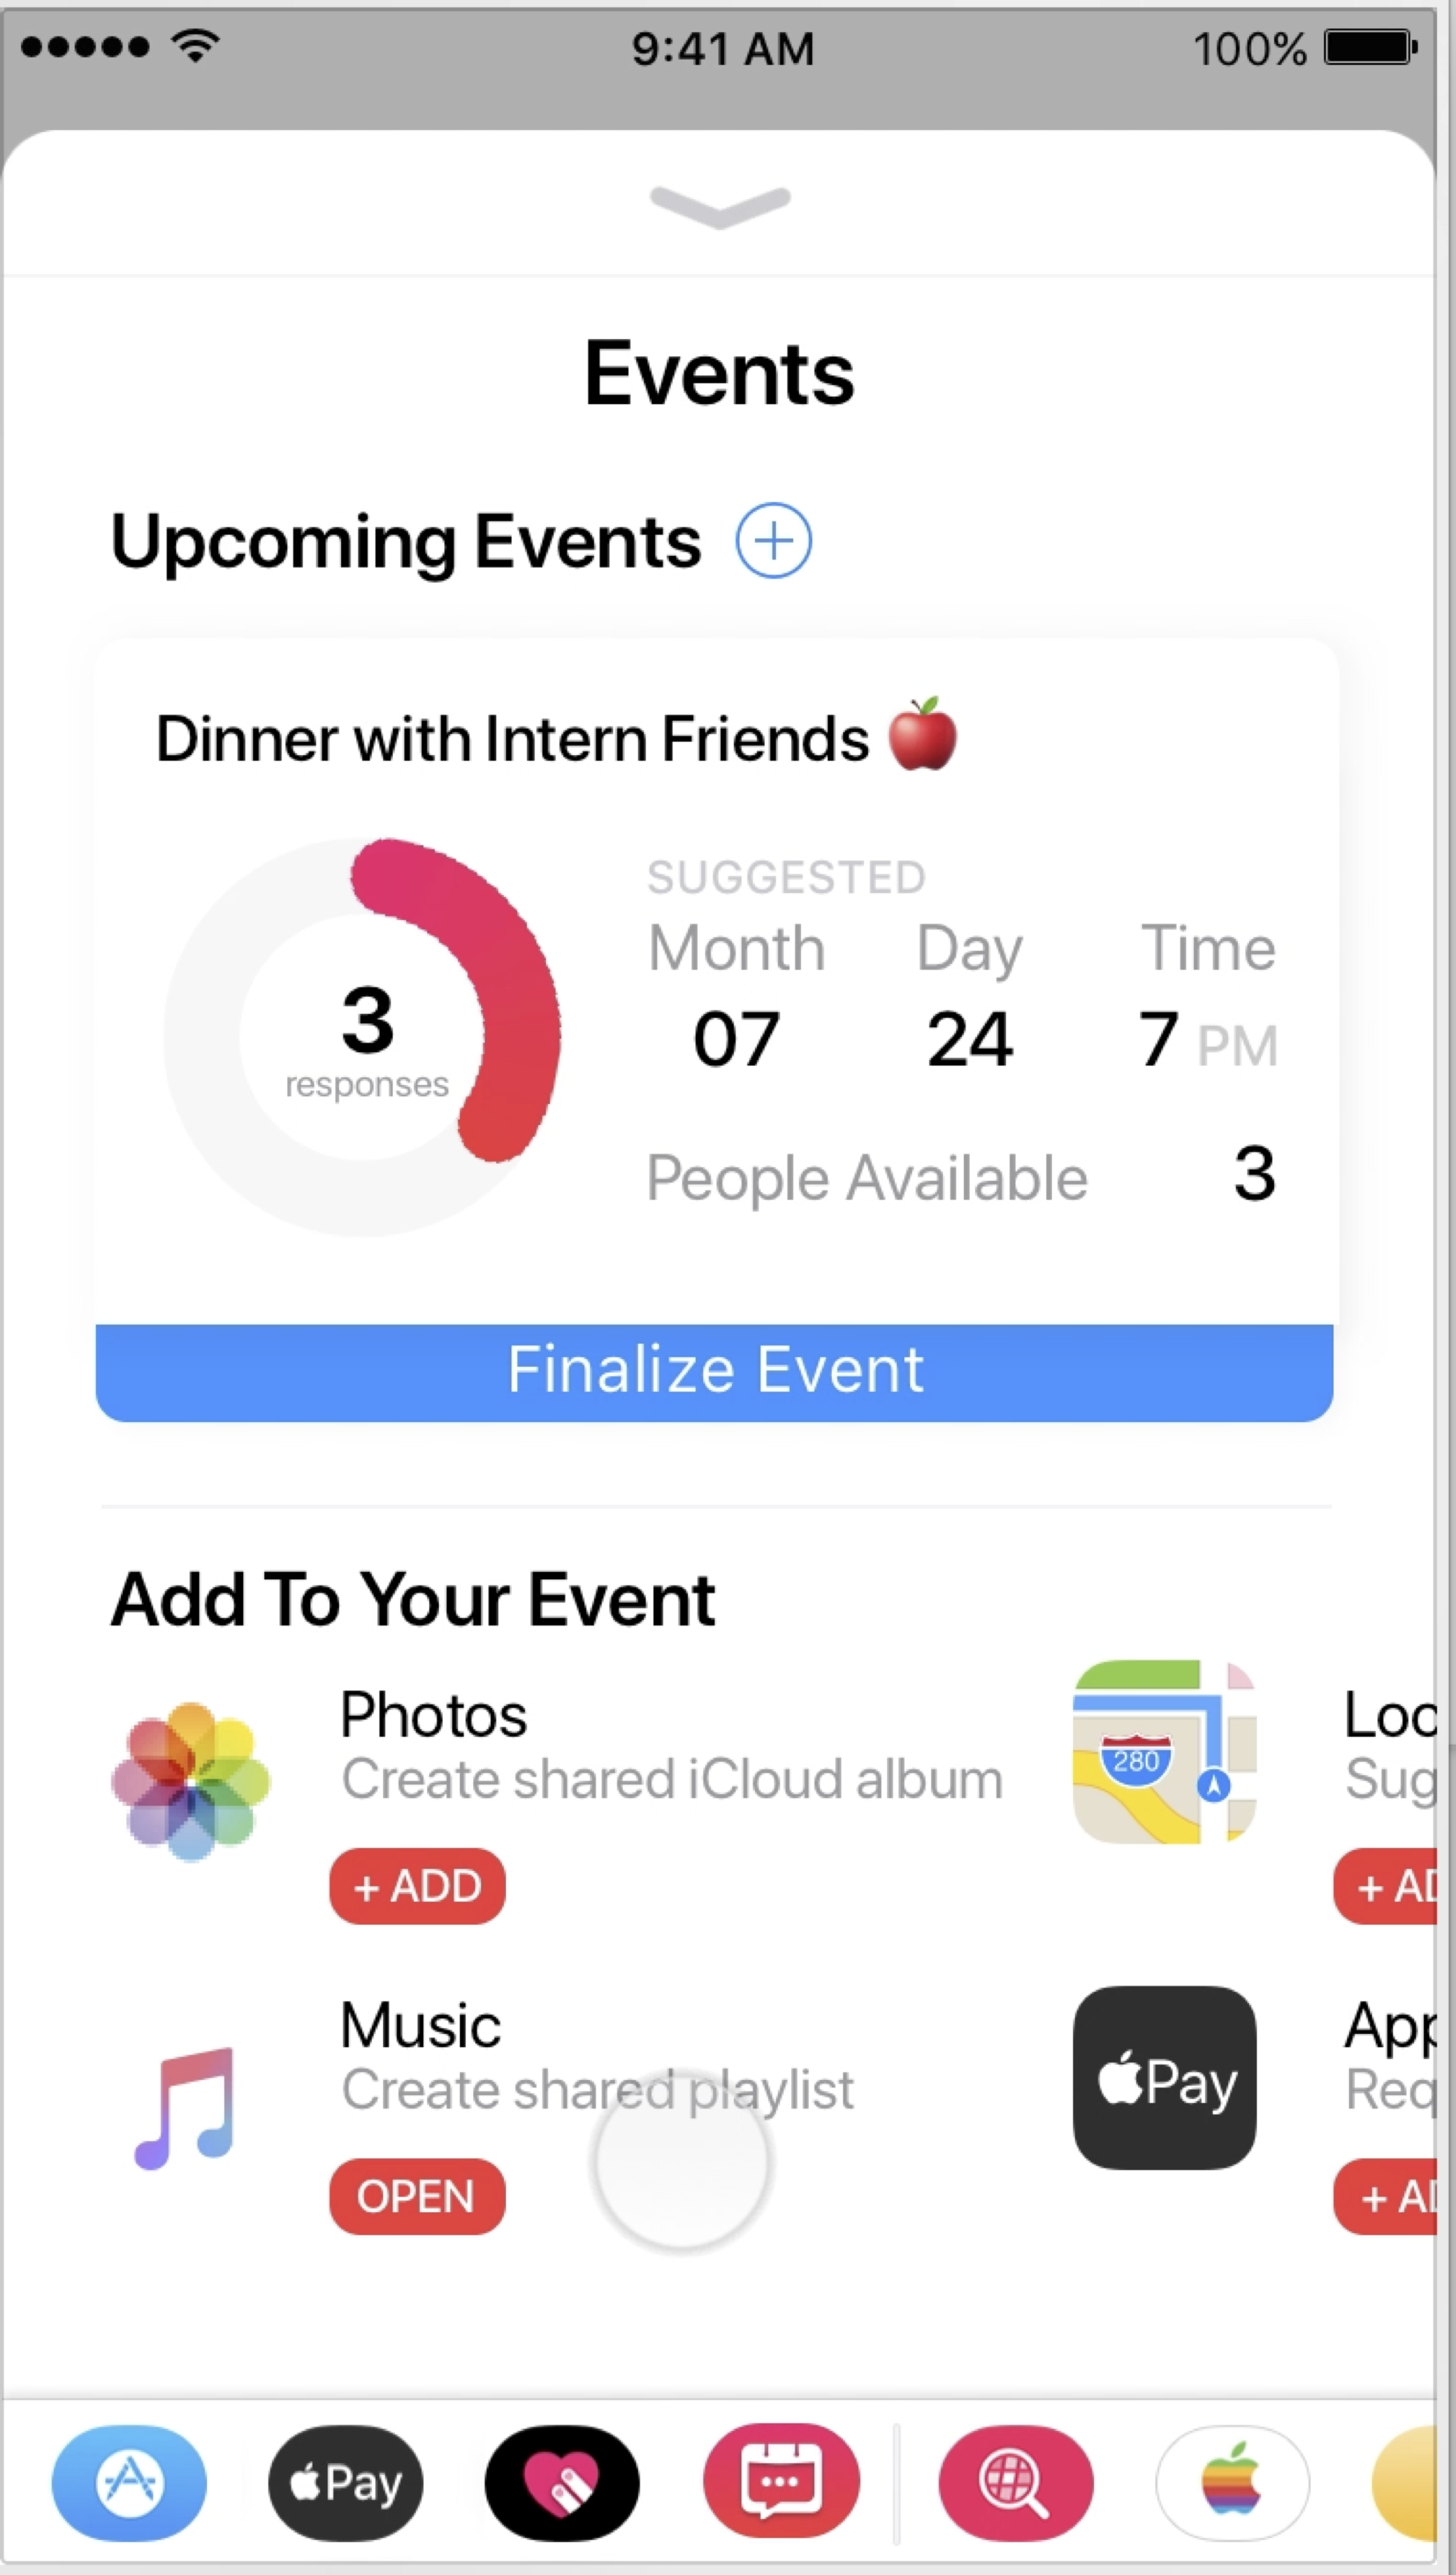 9:41 AM 100%
Events
Upcoming Events
Dinner with Intern Friends
SUGGESTED
Month Day Time
07 24 7 PM
3
responses
People Available 3
Finalize Event
Add To Your Event
Photos
Create shared iCloud album
+ ADD
280
Loc
Sug
+ AD
Music
Create shared playlist
OPEN
Pay
App
Req
+ AD
Pay